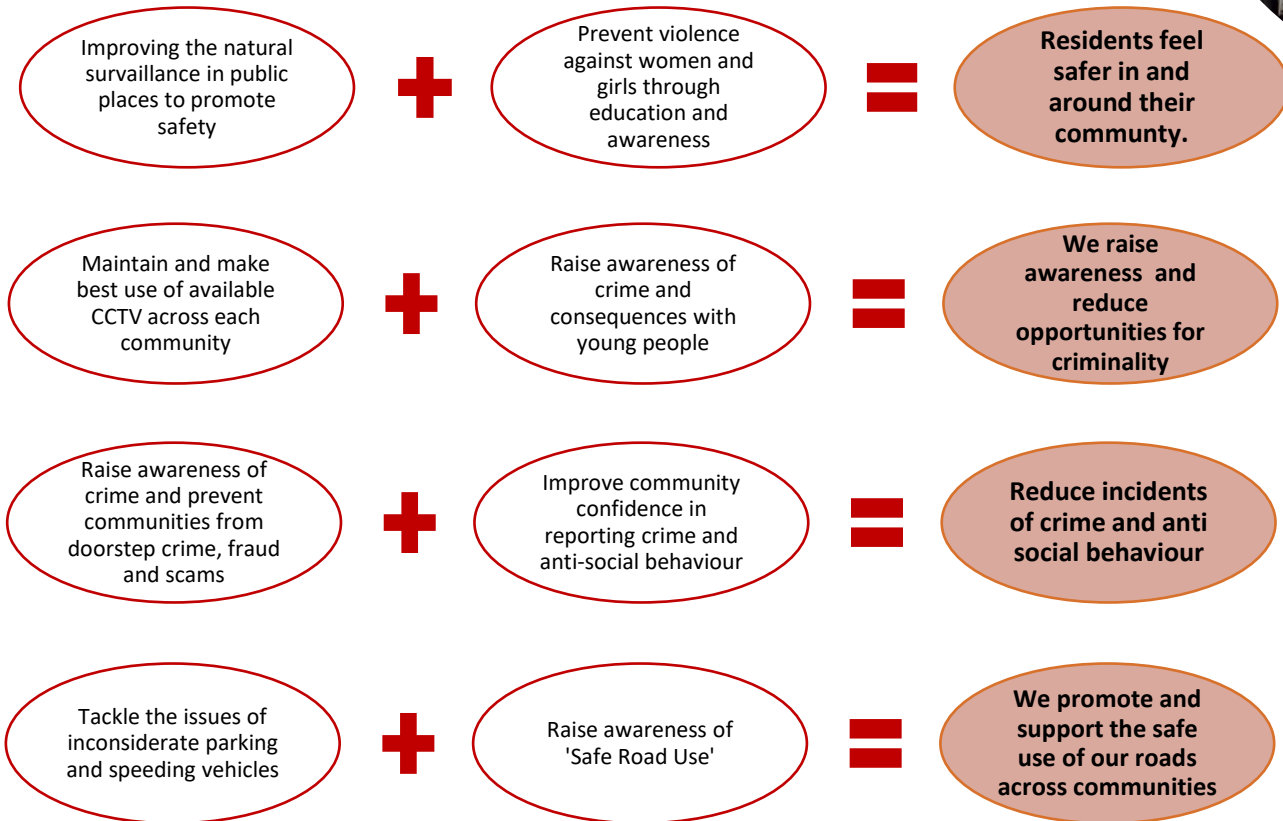 Improving the natural
survaillance in public
places to promote
safety
Prevent violence
against women and
girls through
education and
awareness
Residents feel
safer in and
around their
communty.
Maintain and make
best use of available
CCTV across each
community
Raise awareness of
crime and
consequences with
young people
We raise
awareness and
reduce
opportunities for
criminality
Raise awareness of
crime and prevent
communities from
doorstep crime, fraud
and scams
Improve community
confidence in
reporting crime and
anti-social behaviour
Reduce incidents
of crime and anti
social behaviour
Tackle the issues of
inconsiderate parking
and speeding vehicles
Raise awareness of
'Safe Road Use'
We promote and
support the safe
use of our roads
across communities